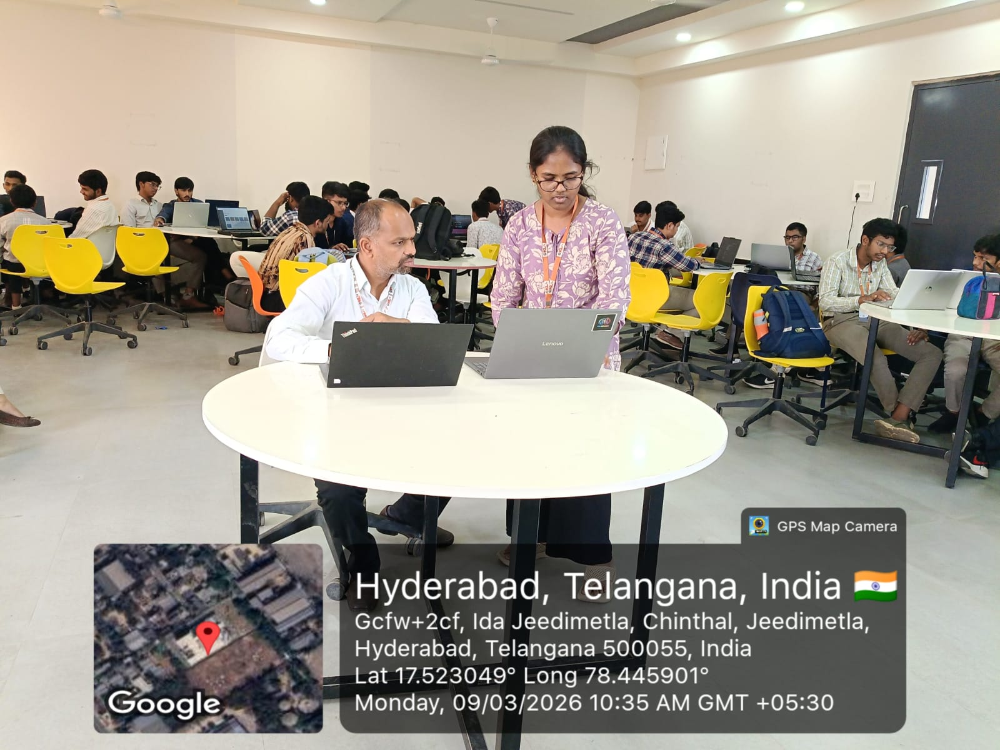 ThinkPad
Lenovo
GPS Map Camera
Hyderabad, Telangana, India
Gcfw+2cf, Ida Jeedimetla, Chinthal, Jeedimetla,
Hyderabad, Telangana 500055, India
Lat 17.523049° Long 78.445901°
Monday, 09/03/2026 10:35 AM GMT +05:30
Google